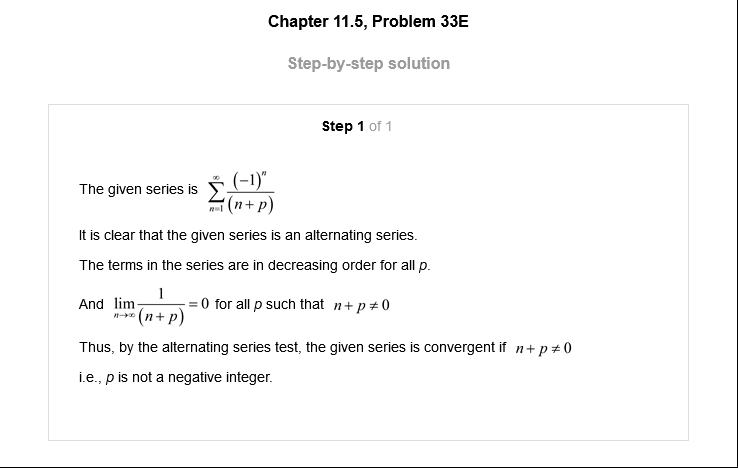 Chapter 11.5, Problem 33E
Step-by-step solution
Step 1 of 1
The given series is $\sum_{n=1}^{\infty} \frac{(-1)^n}{(n+p)}$
It is clear that the given series is an alternating series.
The terms in the series are in decreasing order for all p.
And $\lim_{n \to \infty} \frac{1}{(n+p)} = 0$ for all p such that $n+p \neq 0$
Thus, by the alternating series test, the given series is convergent if $n+p \neq 0$
i.e., p is not a negative integer.